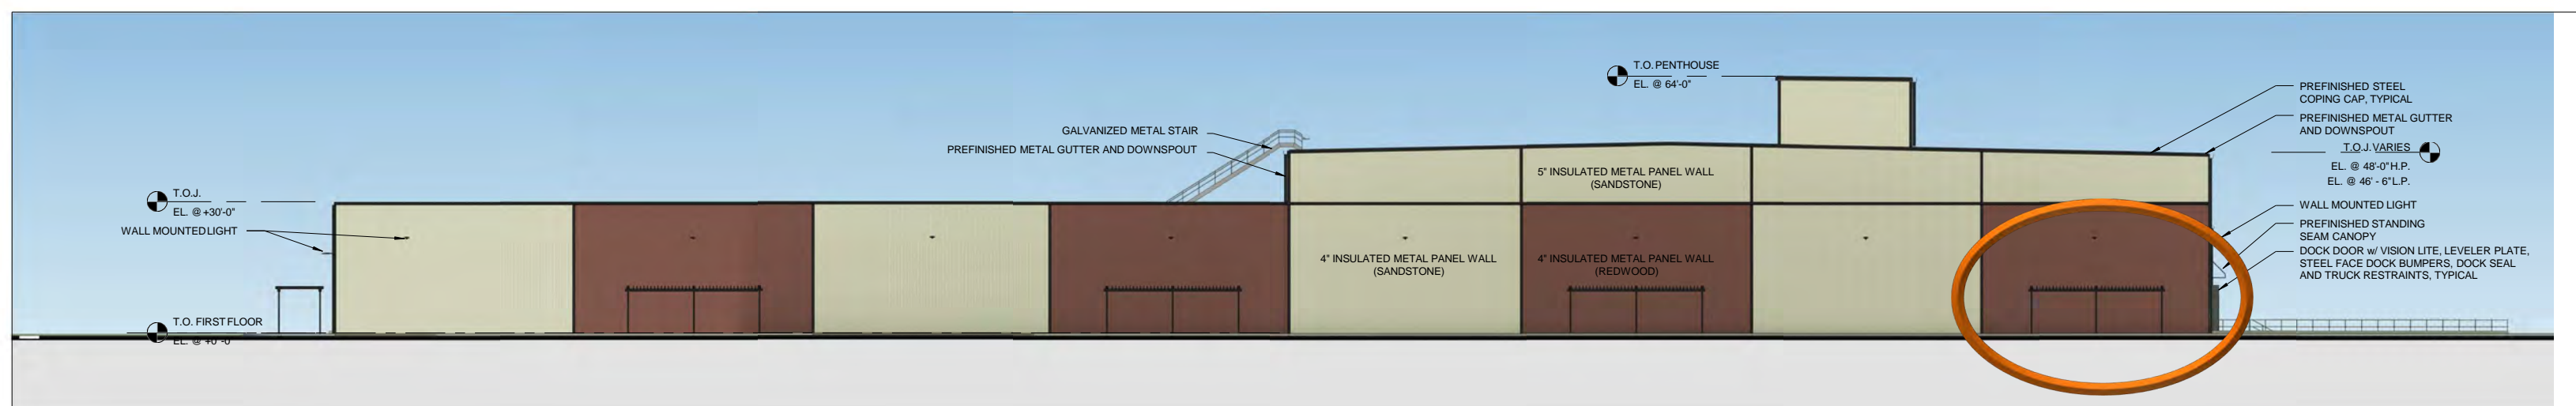 T.O. PENTHOUSE
EL. @ 64'-0"
PREFINISHED STEEL
COPING CAP, TYPICAL
PREFINISHED METAL GUTTER
AND DOWNSPOUT
T.O.J. VARIES
EL. @ 48'-0"H.P.
EL. @ 46' - 6"L.P.
GALVANIZED METAL STAIR
PREFINISHED METAL GUTTER AND DOWNSPOUT
5" INSULATED METAL PANEL WALL
(SANDSTONE)
T.O.J.
EL. @ +30'-0"
WALL MOUNTED LIGHT
WALL MOUNTED LIGHT
PREFINISHED STANDING
SEAM CANOPY
DOCK DOOR w/ VISION LITE, LEVELER PLATE,
STEEL FACE DOCK BUMPERS, DOCK SEAL
AND TRUCK RESTRAINTS, TYPICAL
4" INSULATED METAL PANEL WALL
(SANDSTONE)
4" INSULATED METAL PANEL WALL
(REDWOOD)
T.O. FIRST FLOOR
EL. @ +0'-0"